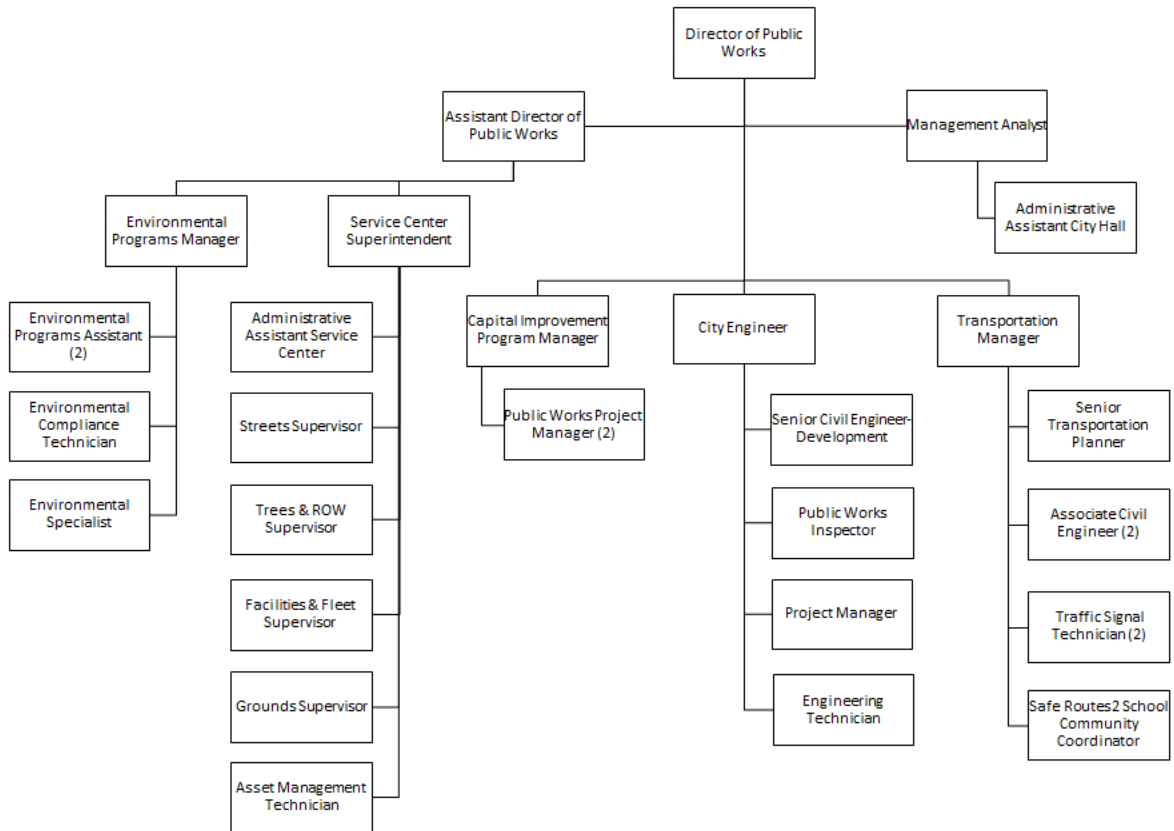 Director of Public
Works
Assistant Director of
Public Works
Management Analyst
Administrative
Assistant City Hall
Environmental
Programs Manager
Service Center
Superintendent
Environmental
Programs Assistant
(2)
Environmental
Compliance
Technician
Environmental
Specialist
Administrative
Assistant Service
Center
Streets Supervisor
Trees & ROW
Supervisor
Facilities & Fleet
Supervisor
Grounds Supervisor
Asset Management
Technician
Capital Improvement
Program Manager
Public Works Project
Manager (2)
City Engineer
Senior Civil Engineer-
Development
Public Works
Inspector
Project Manager
Engineering
Technician
Transportation
Manager
Senior
Transportation
Planner
Associate Civil
Engineer (2)
Traffic Signal
Technician (2)
Safe Routes2 School
Community
Coordinator